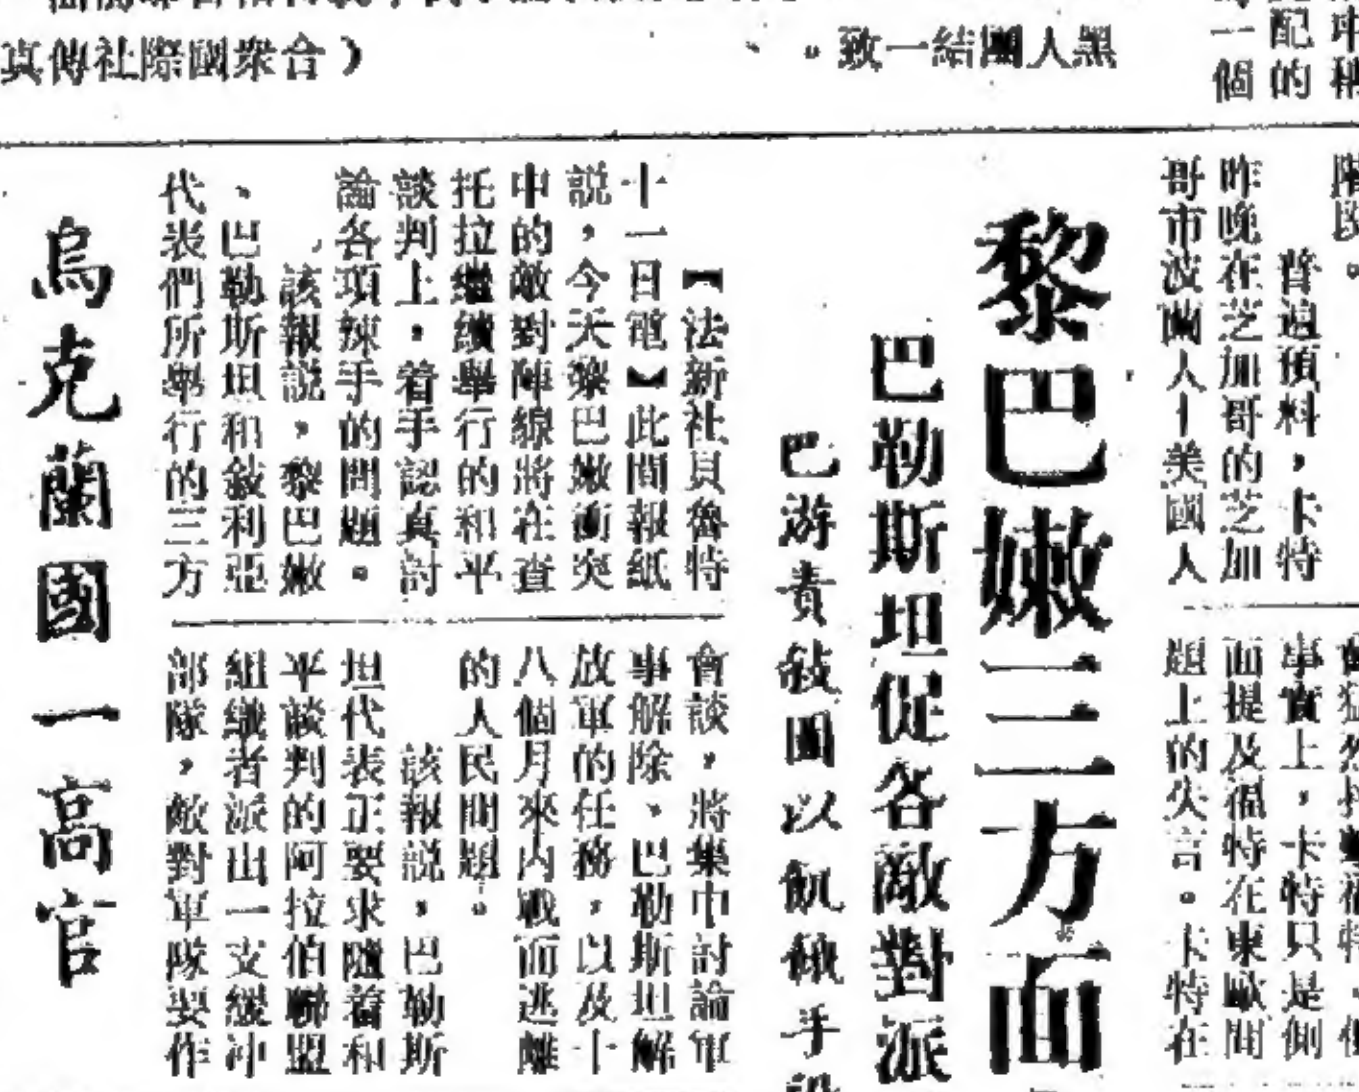 ）合衆國際社傳真
黑人團結一致。
配的
一個
階段。
普遍預料，卡特
昨晚在芝加哥的芝加
哥市波蘭人－美國人
事實上，卡特只是側
面提及福特在東歐問
題上的失言。卡特在
黎巴嫩三方面
巴勒斯坦促各敵對派
巴游責敍圖以飢餓手段
【法新社貝魯特
十一日電】此間報紙
說，今天黎巴嫩衝突
中的敵對陣線將在查
托拉繼續舉行的和平
談判上，着手認真討
論各項辣手的問題。
該報說，黎巴嫩
、巴勒斯坦和敍利亞
代表們所舉行的三方
會談，將集中討論軍
事解除、巴勒斯坦解
放軍的任務，以及十
八個月來內戰而逃離
的人民問題。
該報說，巴勒斯
坦代表正要求隨着和
平談判的阿拉伯聯盟
組織者派出一支緩冲
部隊，敵對軍隊要作
烏克蘭國一高官